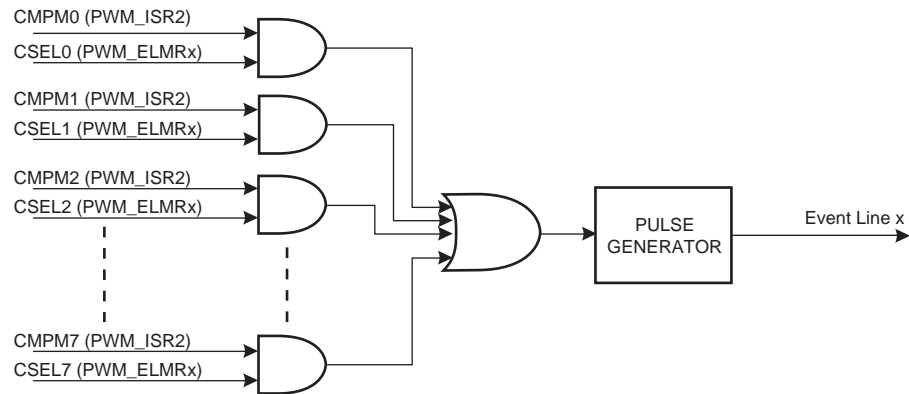 CMPM0 (PWM_ISR2)
CSEL0 (PWM_ELMRx)
CMPM1 (PWM_ISR2)
CSEL1 (PWM_ELMRx)
CMPM2 (PWM_ISR2)
CSEL2 (PWM_ELMRx)
CMPM7 (PWM_ISR2)
CSEL7 (PWM_ELMRx)
PULSE
GENERATOR
Event Line x